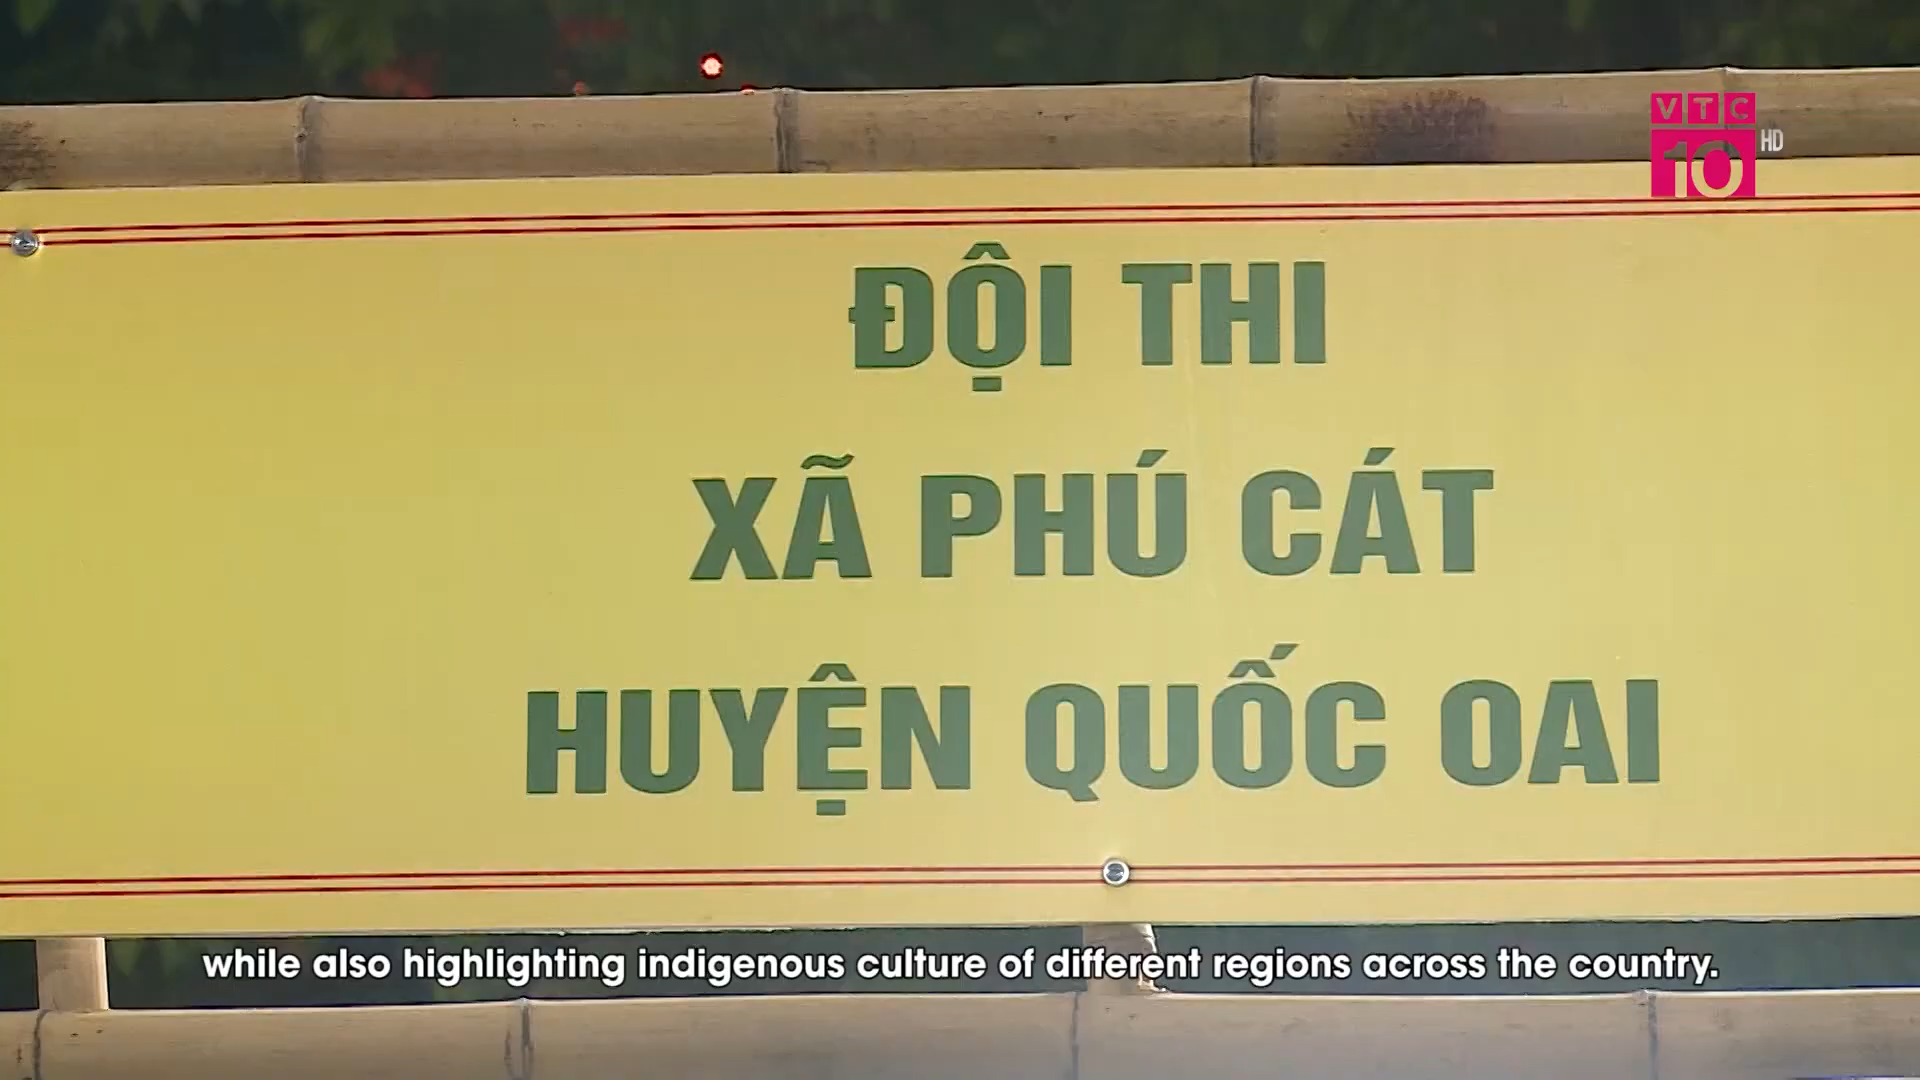 VTC
10 HD
ĐỘI THI
XÃ PHÚ CÁT
HUYỆN QUỐC OAI
while also highlighting indigenous culture of different regions across the country.